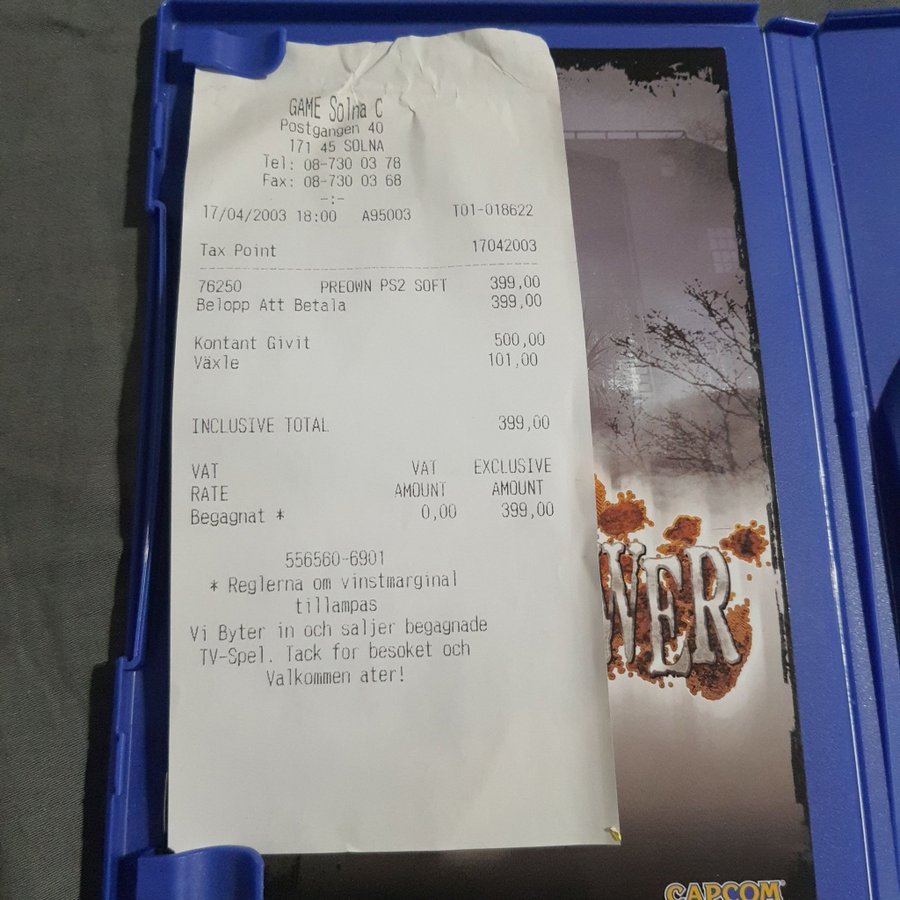 GAME Solna C
Postgangen 40
171 45 SOLNA
Tel: 08-730 03 78
Fax: 08-730 03 68
-:-
17/04/2003 18:00 A95003 T01-018622
Tax Point 17042003
76250 PREOWN PS2 SOFT 399,00
Belopp Att Betala 399,00
Kontant Givit 500,00
Växle 101,00
INCLUSIVE TOTAL 399,00
VAT VAT EXCLUSIVE
RATE AMOUNT AMOUNT
Begagnat * 0,00 399,00
556560-6901
* Reglerna om vinstmarginal
tillampas
Vi Byter in och saljer begagnade
TV-Spel. Tack for besoket och
Valkommen ater!
WER
CAPCOM